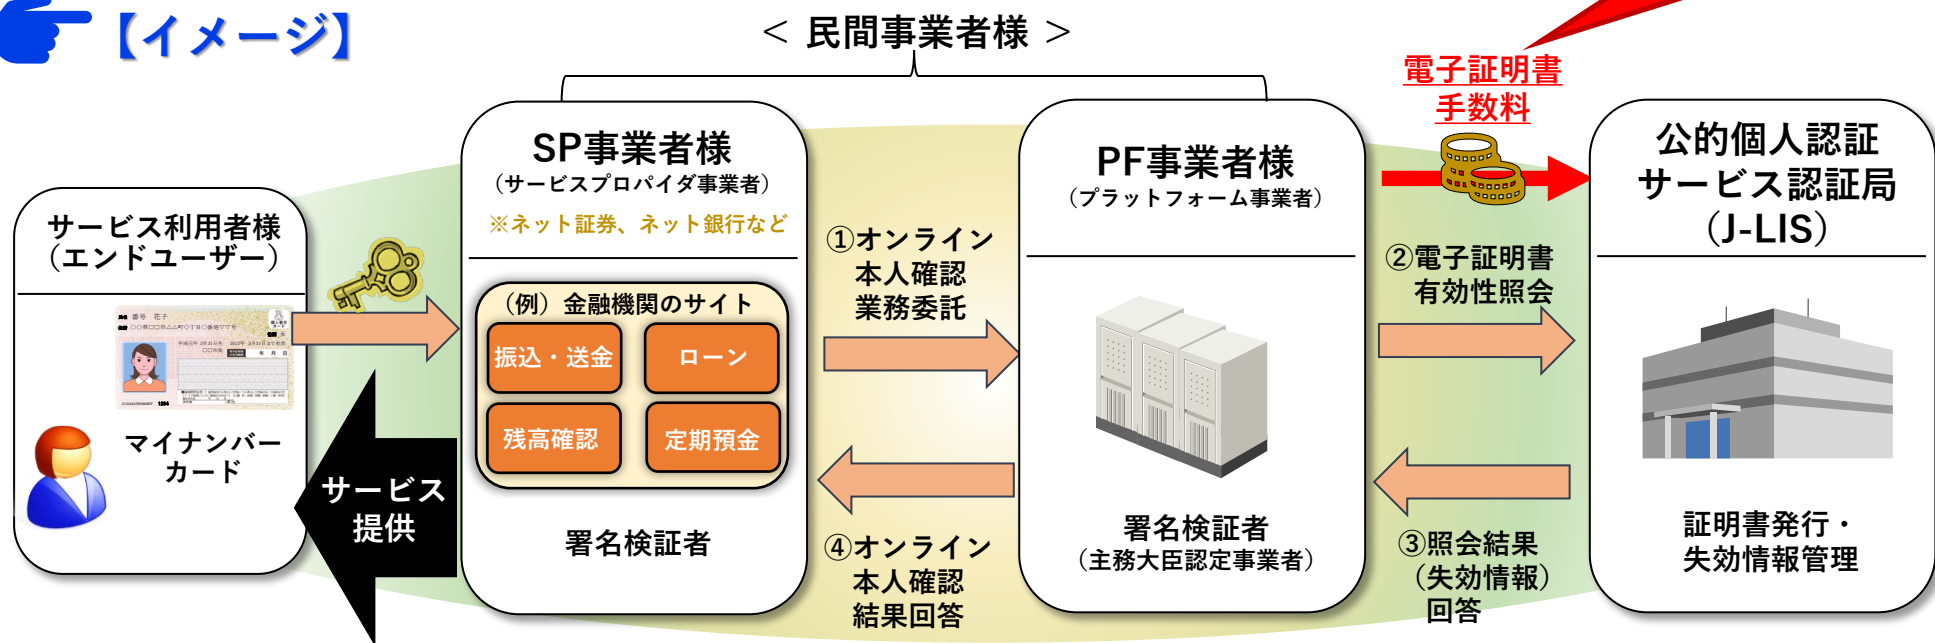 【イメージ】
＜ 民間事業者様 ＞
電子証明書
手数料
サービス利用者様
（エンドユーザー）
番号 花子
個人番号
カード
マイナンバー
カード
サービス
提供
SP事業者様
（サービスプロバイダ事業者）
※ネット証券、ネット銀行など
（例）金融機関のサイト
振込・送金
ローン
残高確認
定期預金
署名検証者
①オンライン
本人確認
業務委託
④オンライン
本人確認
結果回答
PF事業者様
（プラットフォーム事業者）
署名検証者
（主務大臣認定事業者）
②電子証明書
有効性照会
③照会結果
（失効情報）
回答
公的個人認証
サービス認証局
（J-LIS）
証明書発行・
失効情報管理